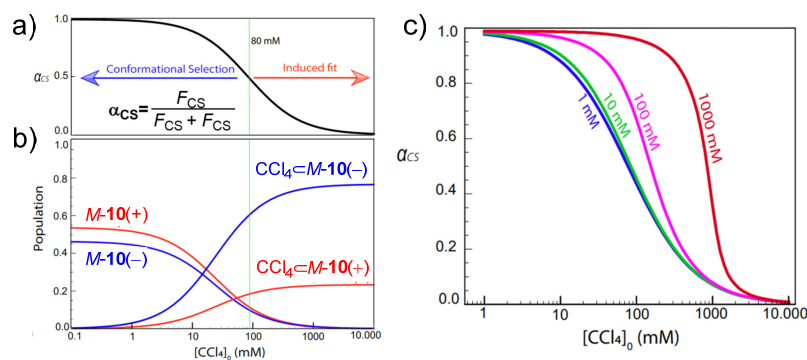 a)
1.0
0.5
0.0
αCS
80 mM
Conformational Selection
Induced fit
αCS= FCS
FCS + FCS
b)
Population
0.8
0.6
0.4
0.2
0.0
CCl4⊂M-10(–)
M-10(+)
M-10(–)
CCl4⊂M-10(+)
0.1 1 10 100 1000 10.000
[CCl4]0 (mM)
c)
1.0
0.8
0.6
0.4
0.2
0.0
αCS
1 mM
10 mM
100 mM
1000 mM
1 10 100 1000 10.000
[CCl4]0 (mM)